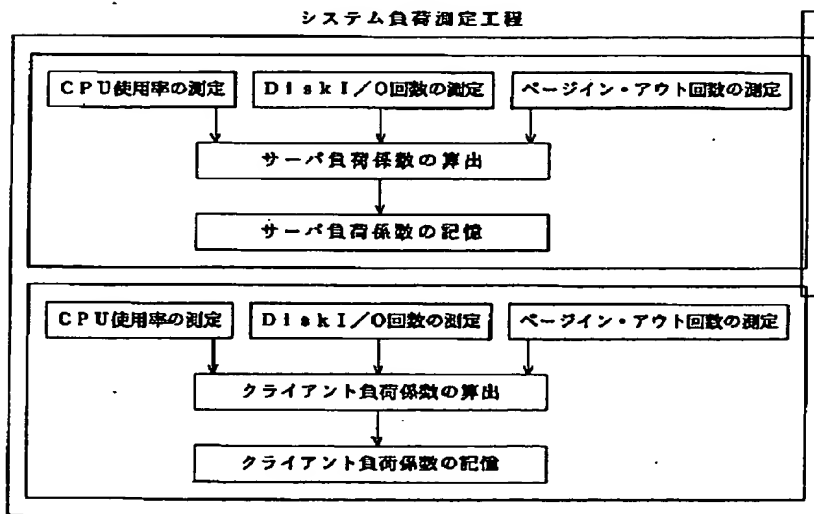 システム負荷測定工程
CPU使用率の測定
DiskI/O回数の測定
ページイン・アウト回数の測定
サーバ負荷係数の算出
サーバ負荷係数の記憶
CPU使用率の測定
DiskI/O回数の測定
ページイン・アウト回数の測定
クライアント負荷係数の算出
クライアント負荷係数の記憶